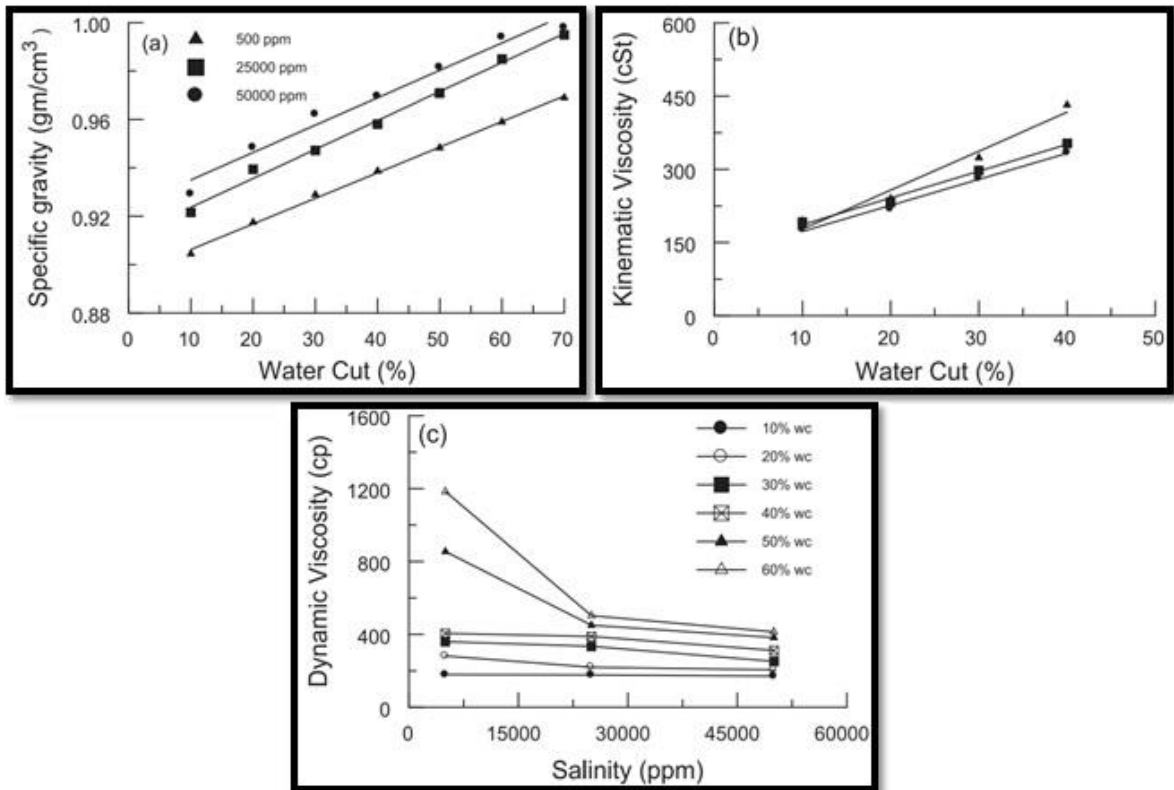 (a)
Specific gravity (gm/cm³)
1.00
0.96
0.92
0.88
500 ppm
25000 ppm
50000 ppm
0 10 20 30 40 50 60 70
Water Cut (%)
(b)
Kinematic Viscosity (cSt)
600
450
300
150
0
0 10 20 30 40 50
Water Cut (%)
(c)
Dynamic Viscosity (cp)
1600
1200
800
400
0
10% wc
20% wc
30% wc
40% wc
50% wc
60% wc
0 15000 30000 45000 60000
Salinity (ppm)